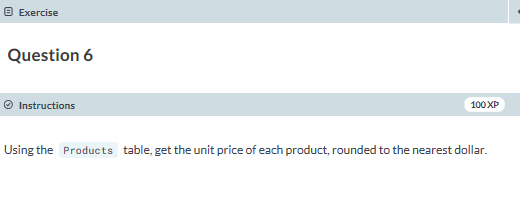 Exercise
Question 6
Instructions
100 XP
Using the Products table, get the unit price of each product, rounded to the nearest dollar.